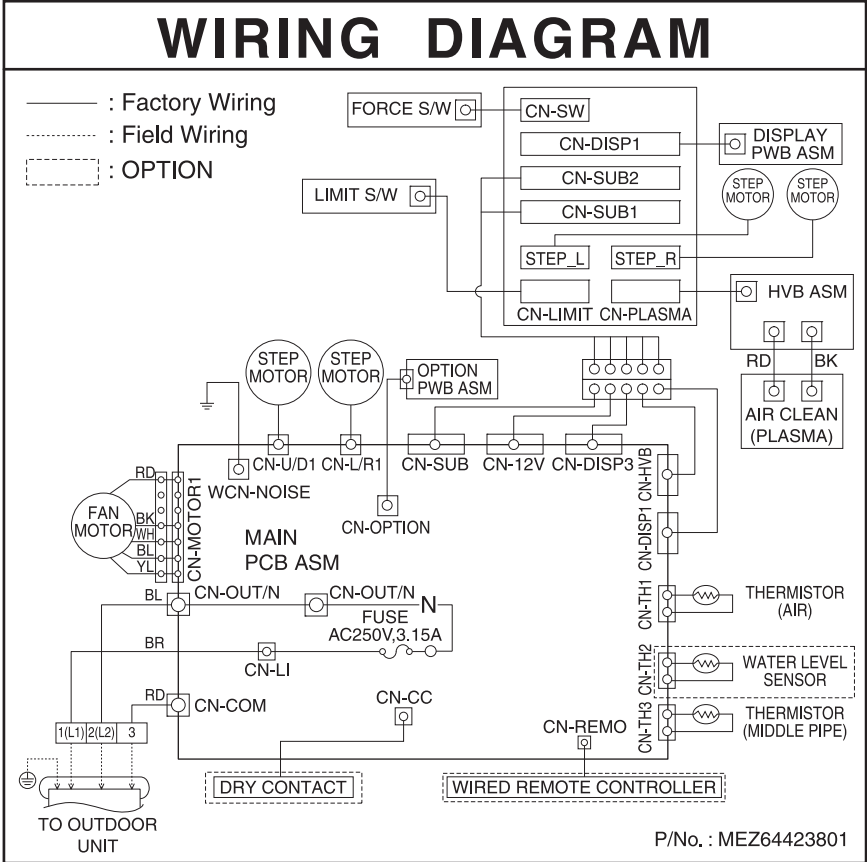 WIRING DIAGRAM
: Factory Wiring
: Field Wiring
: OPTION
FORCE S/W
CN-SW
CN-DISP1
DISPLAY
PWB ASM
CN-SUB2
LIMIT S/W
CN-SUB1
STEP
MOTOR
STEP
MOTOR
STEP_L
STEP_R
CN-LIMIT
CN-PLASMA
HVB ASM
RD
BK
AIR CLEAN
(PLASMA)
STEP
MOTOR
STEP
MOTOR
OPTION
PWB ASM
CN-U/D1
CN-L/R1
CN-SUB
CN-12V
CN-DISP3
CN-HVB
WCN-NOISE
CN-OPTION
CN-DISP1
RD
FAN
MOTOR
BK
WH
BL
YL
CN-MOTOR1
MAIN
PCB ASM
BL
CN-OUT/N
CN-OUT/N
N
FUSE
AC250V,3.15A
BR
CN-LI
CN-TH1
THERMISTOR
(AIR)
CN-TH2
WATER LEVEL
SENSOR
CN-TH3
THERMISTOR
(MIDDLE PIPE)
RD
CN-COM
CN-CC
CN-REMO
1(L1)
2(L2)
3
DRY CONTACT
WIRED REMOTE CONTROLLER
TO OUTDOOR
UNIT
P/No. : MEZ64423801